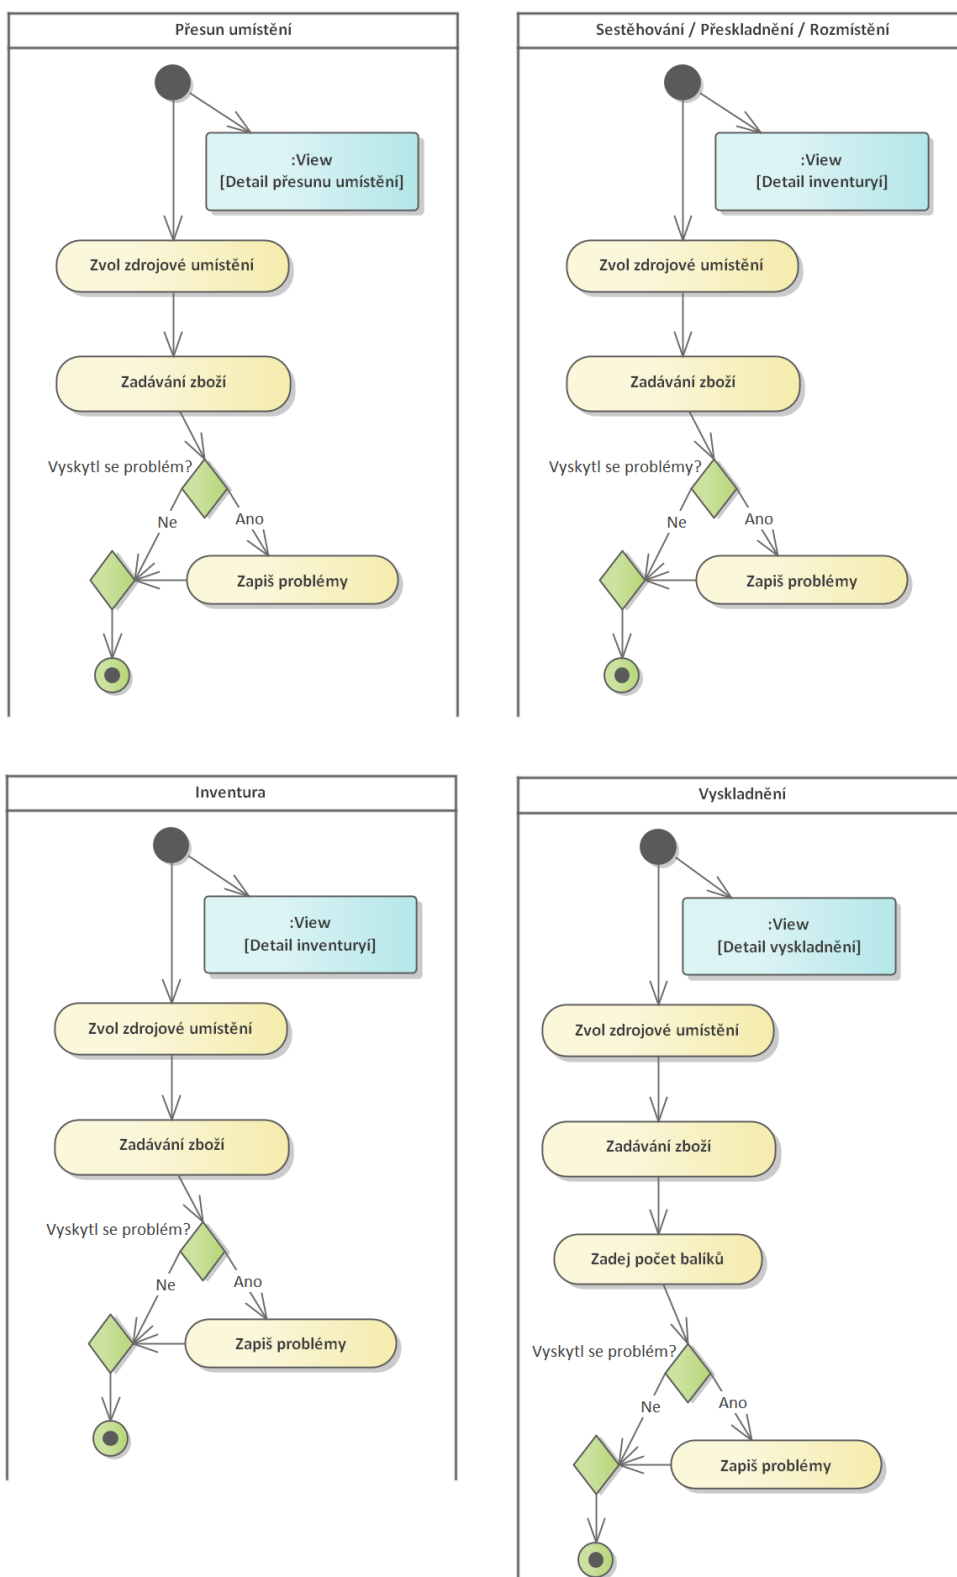 Přesun umístění
:View
[Detail přesunu umístění]
Zvol zdrojové umístění
Zadávání zboží
Vyskytl se problém?
Ne
Ano
Zapiš problémy
Sestěhování / Přeskladnění / Rozmístění
:View
[Detail inventuryí]
Zvol zdrojové umístění
Zadávání zboží
Vyskytl se problémy?
Ne
Ano
Zapiš problémy
Inventura
:View
[Detail inventuryí]
Zvol zdrojové umístění
Zadávání zboží
Vyskytl se problém?
Ne
Ano
Zapiš problémy
Vyskladnění
:View
[Detail vyskladnění]
Zvol zdrojové umístění
Zadávání zboží
Zadej počet balíků
Vyskytl se problém?
Ne
Ano
Zapiš problémy